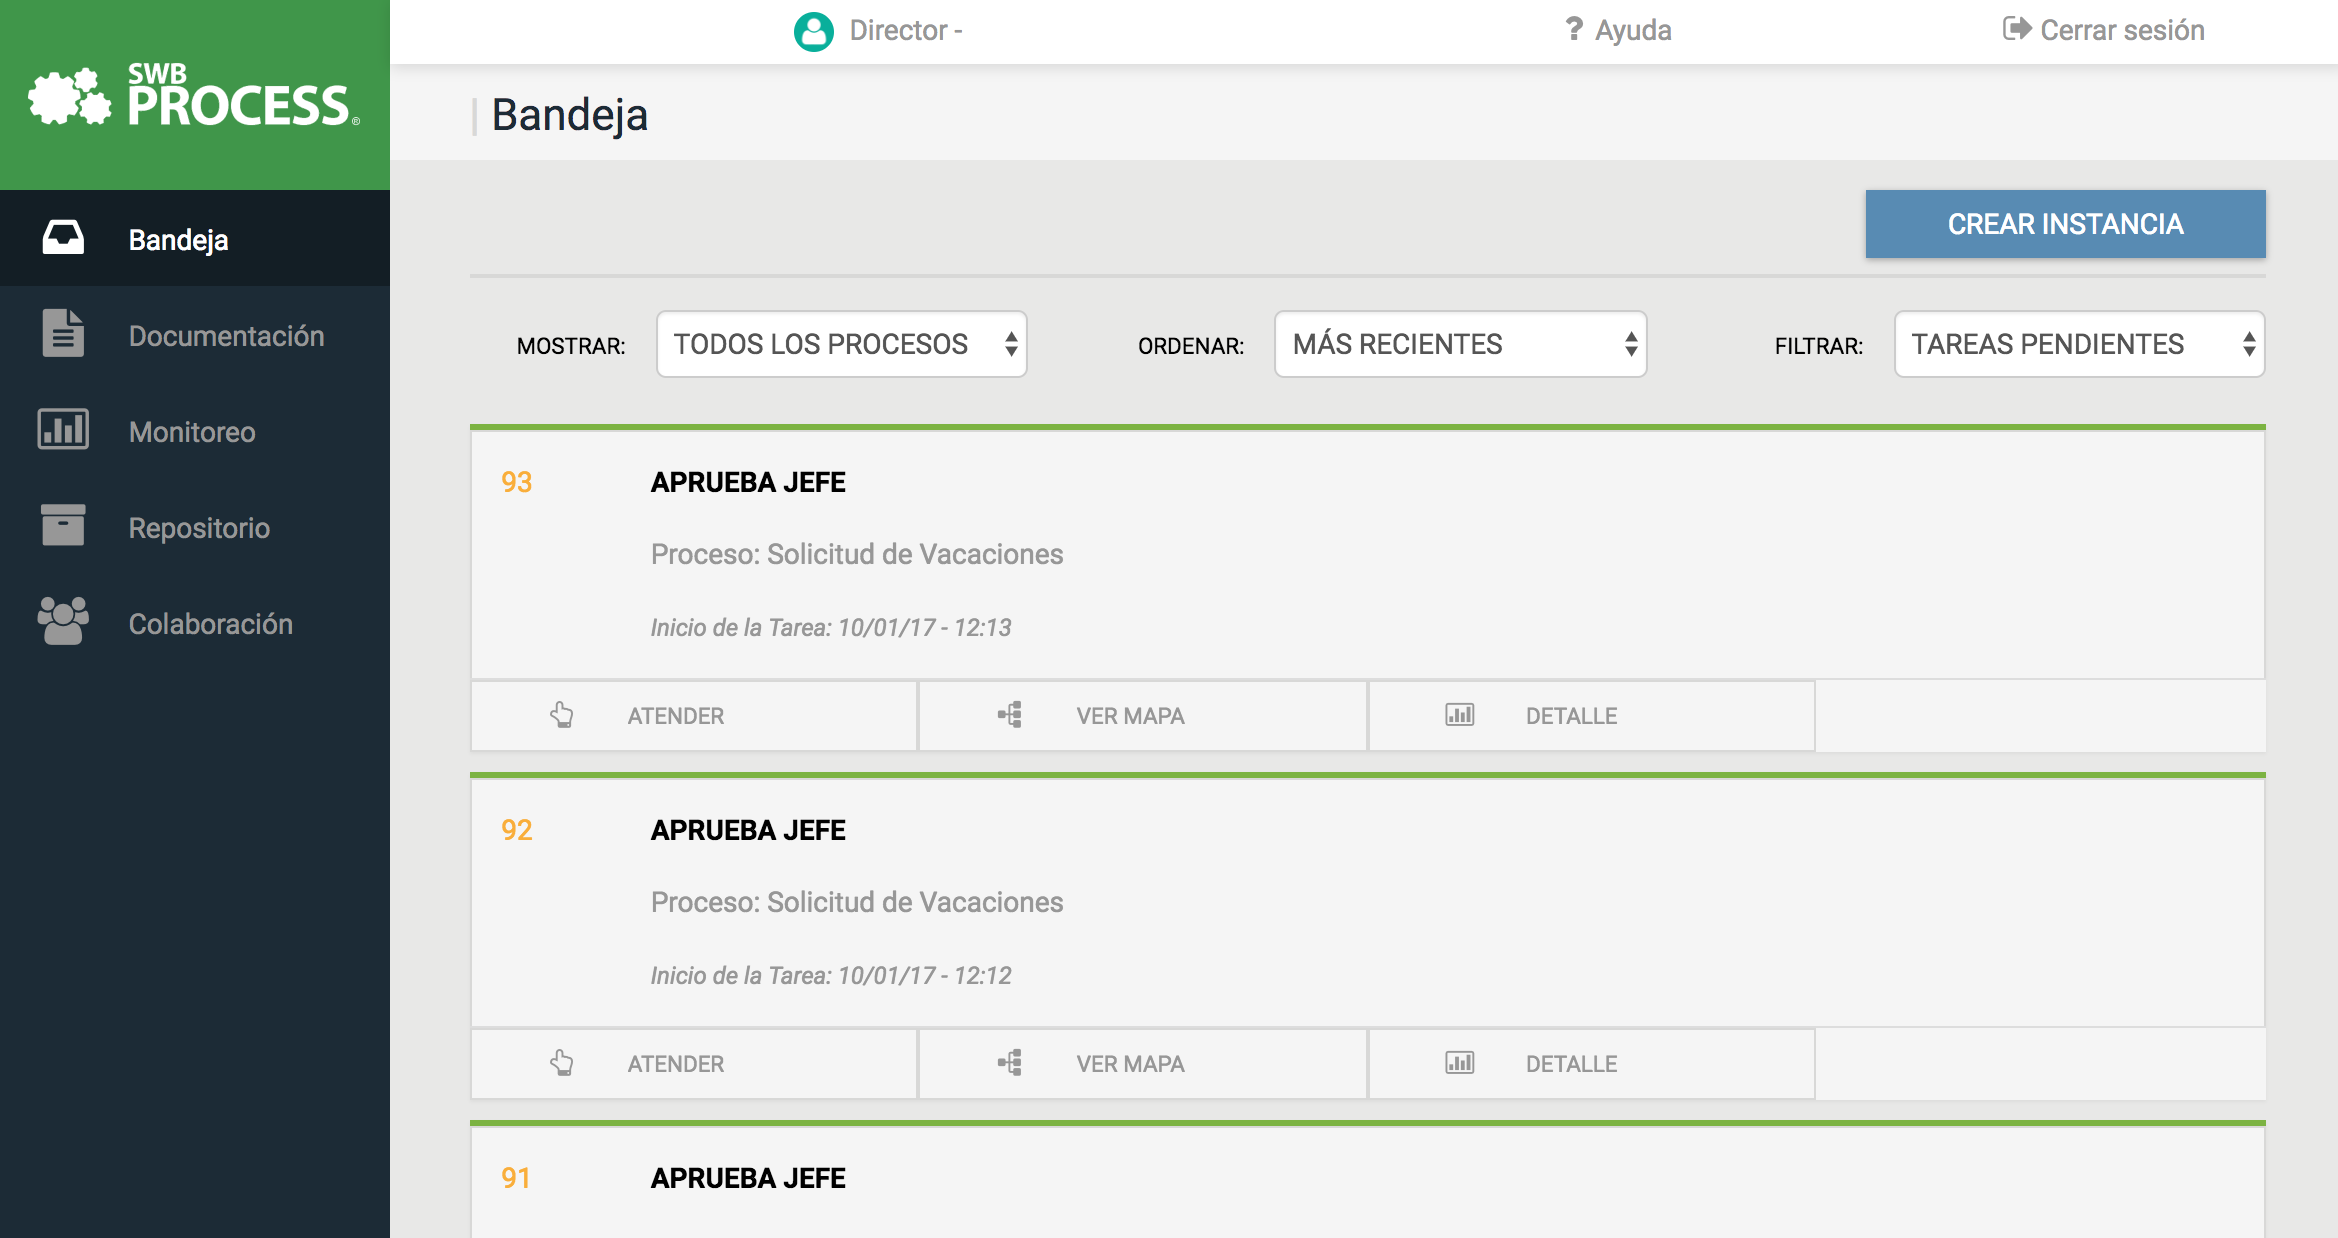 SWB
PROCESS®
Director -
? Ayuda
Cerrar sesión
Bandeja
Bandeja
Documentación
Monitoreo
Repositorio
Colaboración
CREAR INSTANCIA
MOSTRAR: TODOS LOS PROCESOS ORDENAR: MÁS RECIENTES FILTRAR: TAREAS PENDIENTES
93 APRUEBA JEFE
Proceso: Solicitud de Vacaciones
Inicio de la Tarea: 10/01/17 - 12:13
ATENDER VER MAPA DETALLE
92 APRUEBA JEFE
Proceso: Solicitud de Vacaciones
Inicio de la Tarea: 10/01/17 - 12:12
ATENDER VER MAPA DETALLE
91 APRUEBA JEFE